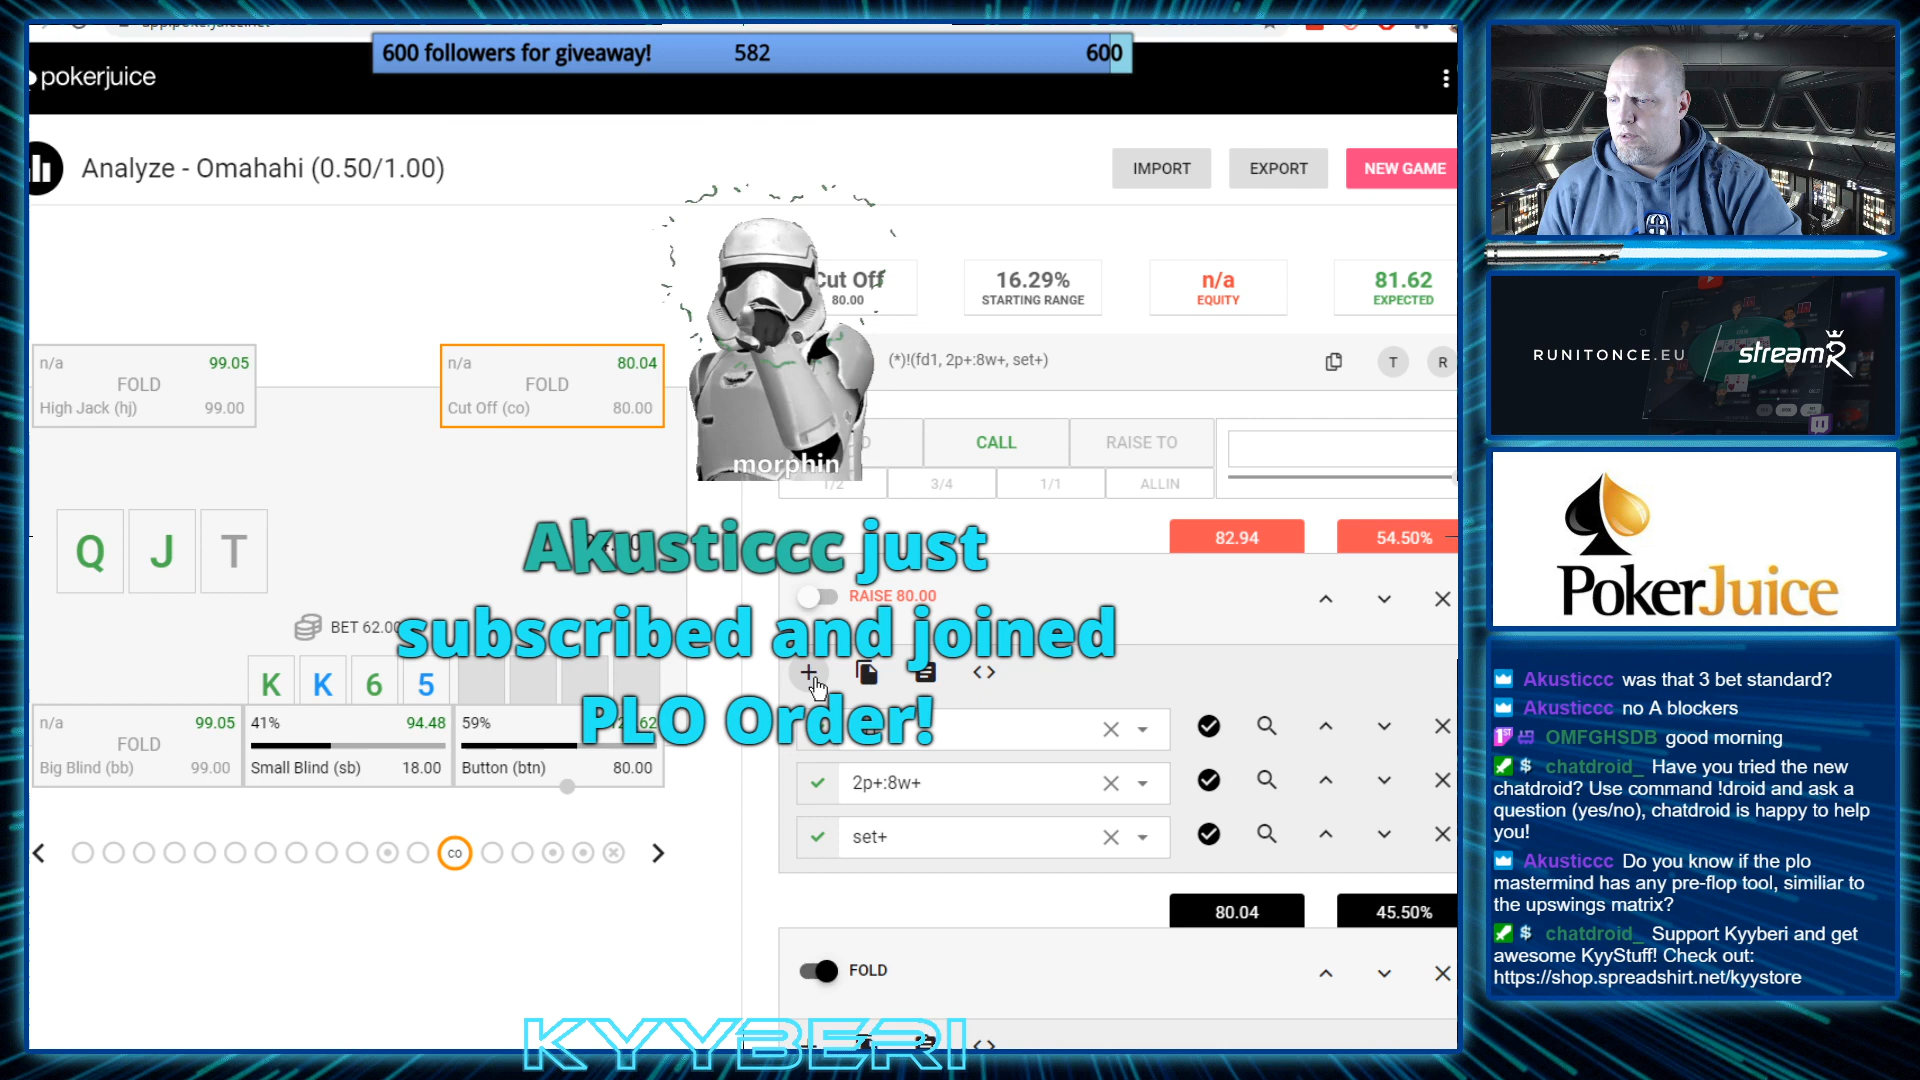 600 followers for giveaway! 582 600
pokerjuice
Analyze - Omahahi (0.50/1.00)
IMPORT EXPORT NEW GAME
Cut Off
80.00
16.29%
STARTING RANGE
n/a
EQUITY
81.62
EXPECTED
(*)!(fd1, 2p+:8w+, set+)
T R
n/a 99.05
FOLD
High Jack (hj) 99.00
n/a 80.04
FOLD
Cut Off (co) 80.00
morphin
CALL RAISE TO
1/2 3/4 1/1 ALLIN
82.94 54.50%
Q J T
Akusticcc just
subscribed and joined
PLO Order!
RAISE 80.00
BET 62.00
K K 6 5
n/a 99.05
FOLD
Big Blind (bb) 99.00
41% 94.48
Small Blind (sb) 18.00
59%
Button (btn) 80.00
2p+:8w+
set+
co
80.04 45.50%
FOLD
KYYBERI
RUNITONCE.EU / streamR
PokerJuice
Akusticcc was that 3 bet standard?
Akusticcc no A blockers
1ST OMFGHSDB good morning
$ chatdroid_ Have you tried the new
chatdroid? Use command !droid and ask a
question (yes/no), chatdroid is happy to help
you!
Akusticcc Do you know if the plo
mastermind has any pre-flop tool, similiar to
the upswings matrix?
$ chatdroid_ Support Kyyberi and get
awesome KyyStuff! Check out:
https://shop.spreadshirt.net/kyystore